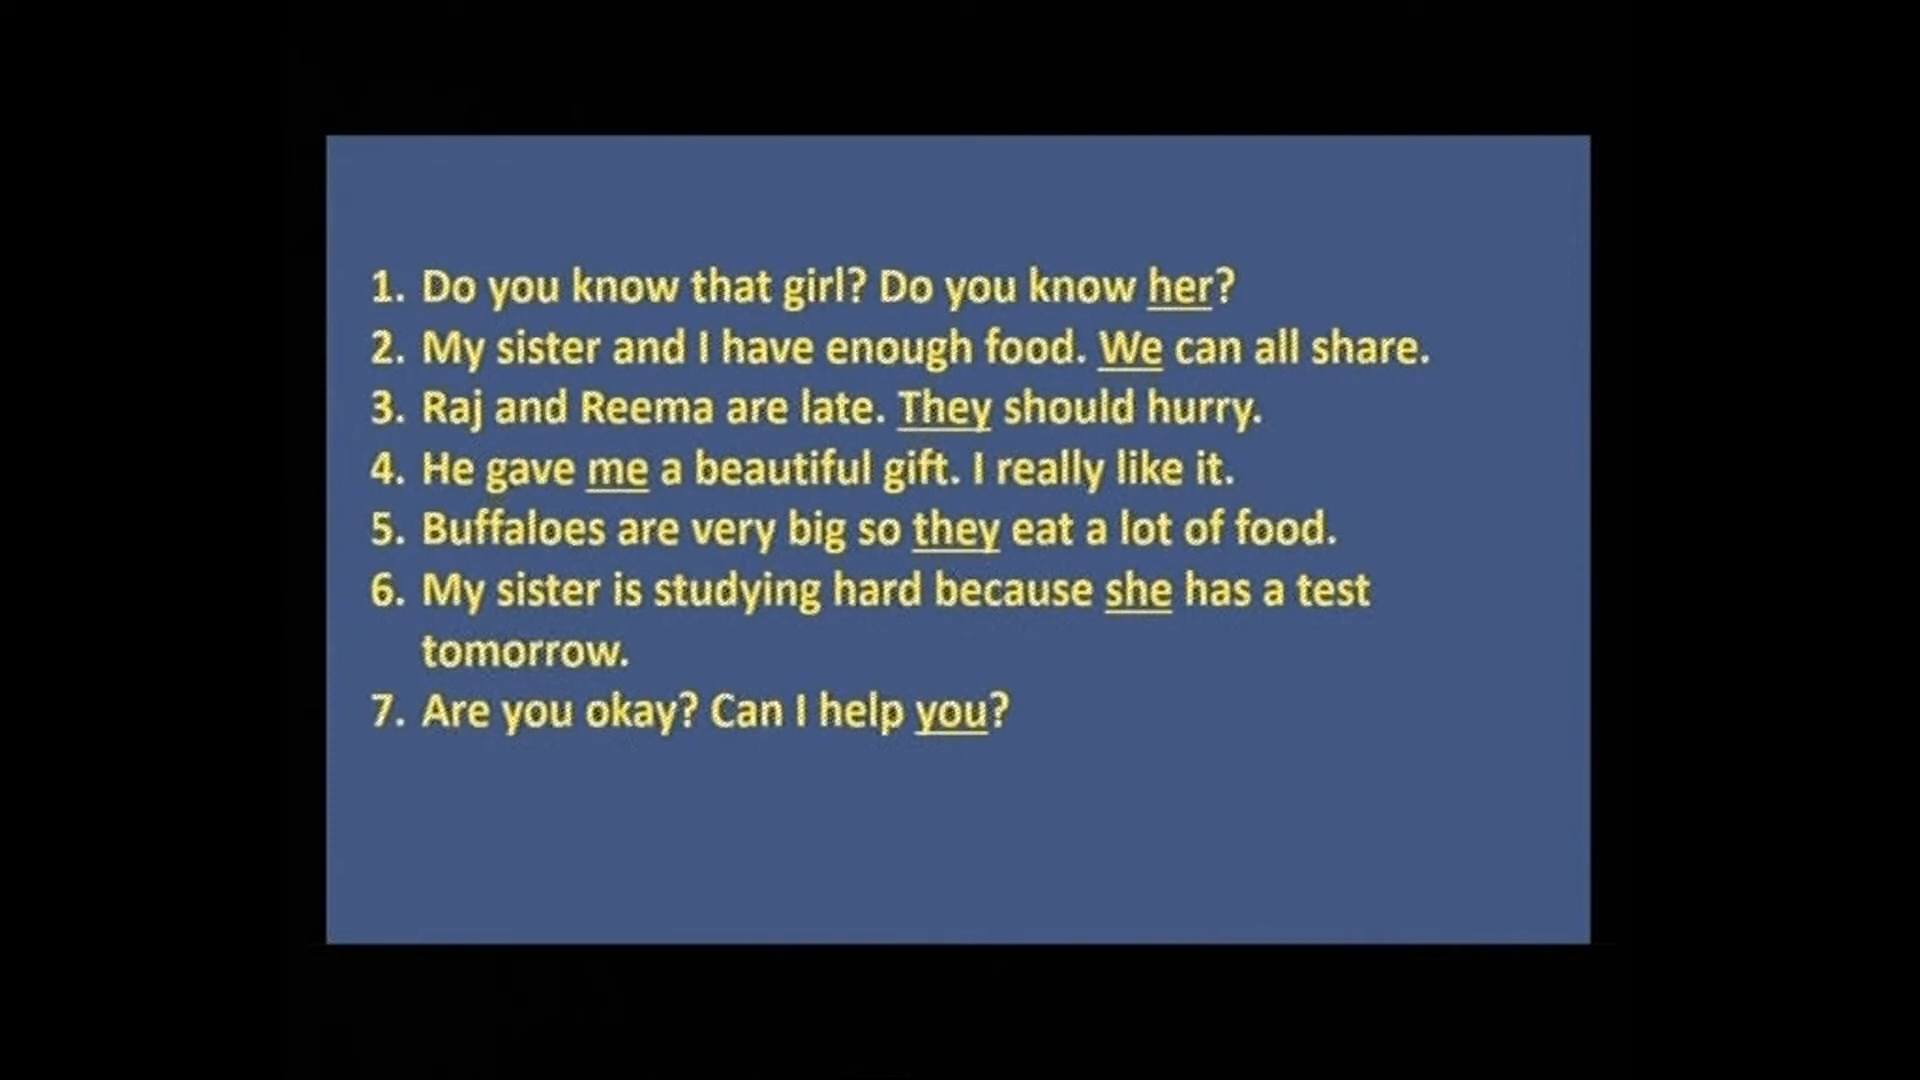 1. Do you know that girl? Do you know her?
2. My sister and I have enough food. We can all share.
3. Raj and Reema are late. They should hurry.
4. He gave me a beautiful gift. I really like it.
5. Buffaloes are very big so they eat a lot of food.
6. My sister is studying hard because she has a test
tomorrow.
7. Are you okay? Can I help you?